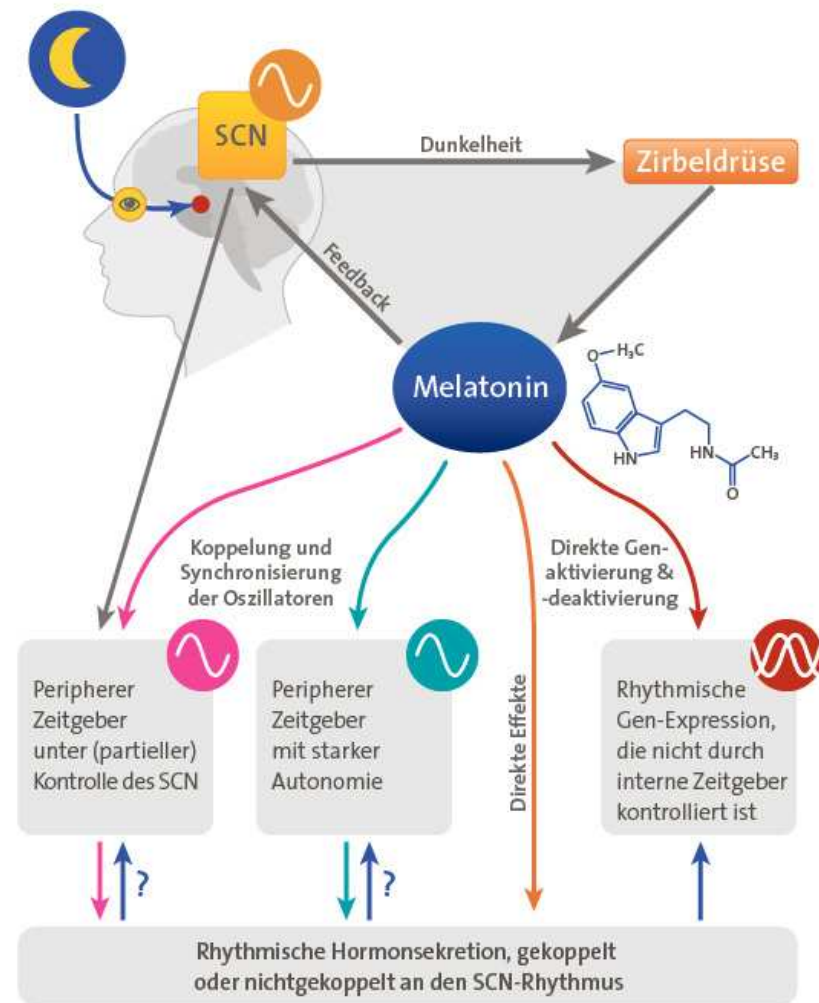 SCN
Dunkelheit
Zirbeldrüse
Feedback
Melatonin
O
H₃C
HN
HN
CH₃
O
Koppelung und
Synchronisierung
der Oszillatoren
Direkte Gen-
aktivierung &
-deaktivierung
Direkte Effekte
Peripherer
Zeitgeber
unter (partieller)
Kontrolle des SCN
Peripherer
Zeitgeber
mit starker
Autonomie
Rhythmische
Gen-Expression,
die nicht durch
interne Zeitgeber
kontrolliert ist
?
?
Rhythmische Hormonsekretion, gekoppelt
oder nichtgekoppelt an den SCN-Rhythmus